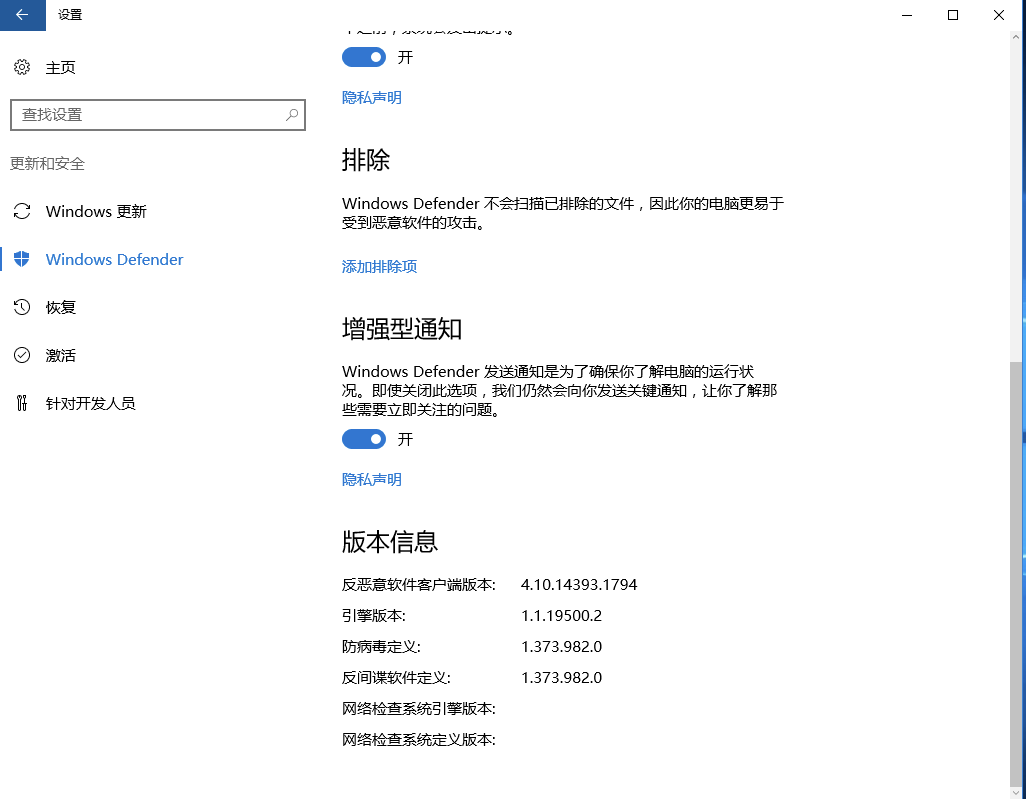 设置
主页
查找设置
更新和安全
Windows 更新
Windows Defender
恢复
激活
针对开发人员
开
隐私声明
排除
Windows Defender 不会扫描已排除的文件，因此你的电脑更易于
受到恶意软件的攻击。
添加排除项
增强型通知
Windows Defender 发送通知是为了确保你了解电脑的运行状
况。即使关闭此选项，我们仍然会向你发送关键通知，让你了解那
些需要立即关注的问题。
开
隐私声明
版本信息
反恶意软件客户端版本: 4.10.14393.1794
引擎版本: 1.1.19500.2
防病毒定义: 1.373.982.0
反间谍软件定义: 1.373.982.0
网络检查系统引擎版本:
网络检查系统定义版本: